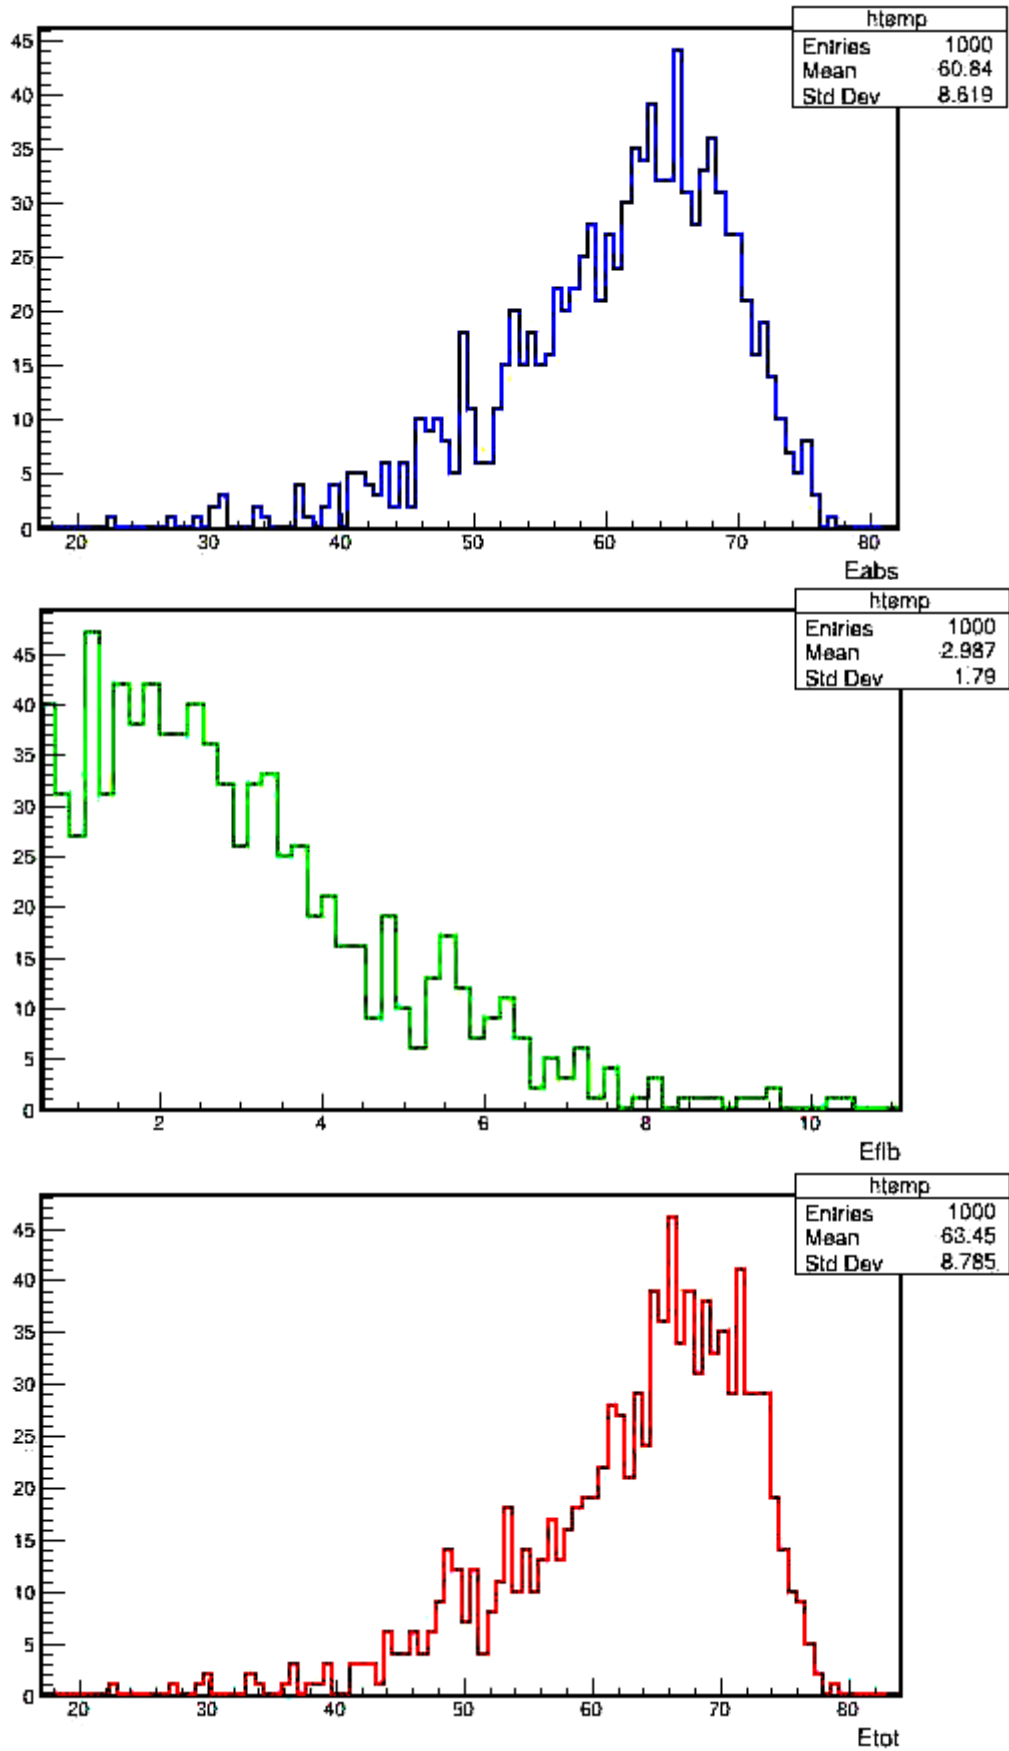 htemp
Entries 1000
Mean 60.84
Std Dev 8.619
45
40
35
30
25
20
15
10
5
0
20 30 40 50 60 70 80
Eabs
htemp
Entries 1000
Mean 2.987
Std Dev 1.79
45
40
35
30
25
20
15
10
5
0
2 4 6 8 10
Efib
htemp
Entries 1000
Mean 63.45
Std Dev 8.785
45
40
35
30
25
20
15
10
5
0
20 30 40 50 60 70 80
Etot